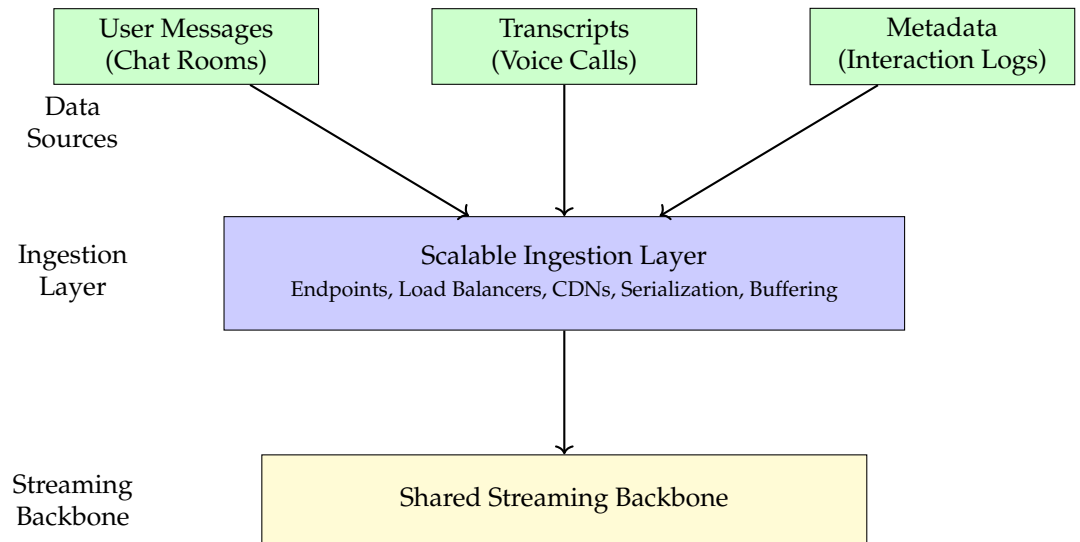 User Messages
(Chat Rooms)
Transcripts
(Voice Calls)
Metadata
(Interaction Logs)
Data
Sources
Ingestion
Layer
Scalable Ingestion Layer
Endpoints, Load Balancers, CDNs, Serialization, Buffering
Streaming
Backbone
Shared Streaming Backbone